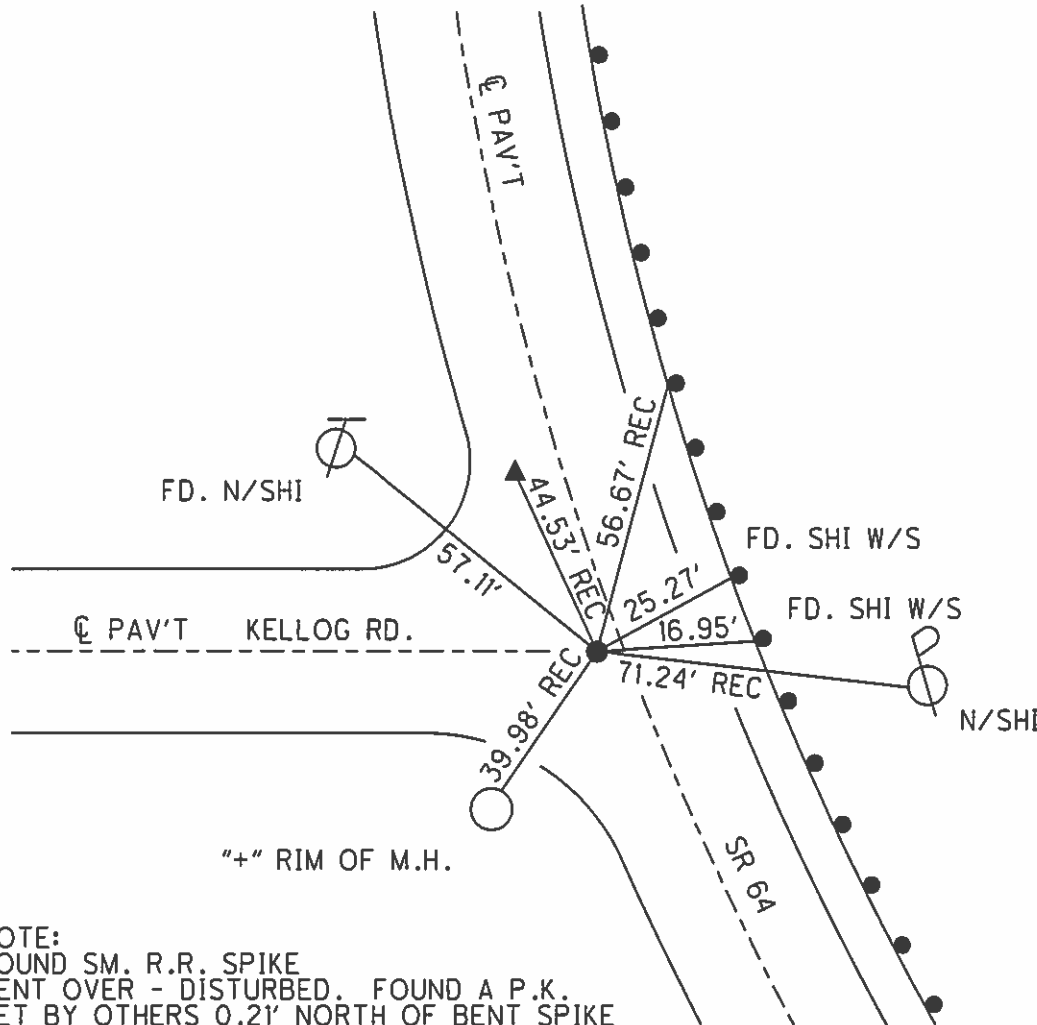 ℄ PAV'T
FD. N/SHI
57.11'
44.53' REC
56.67' REC
FD. SHI W/S
25.27'
FD. SHI W/S
16.95'
℄ PAV'T KELLOG RD.
71.24' REC
N/SHI
39.98' REC
"+" RIM OF M.H.
SR 64
OTE:
OUND SM. R.R. SPIKE
ENT OVER - DISTURBED. FOUND A P.K.
ET BY OTHERS 0.21' NORTH OF BENT SPIKE